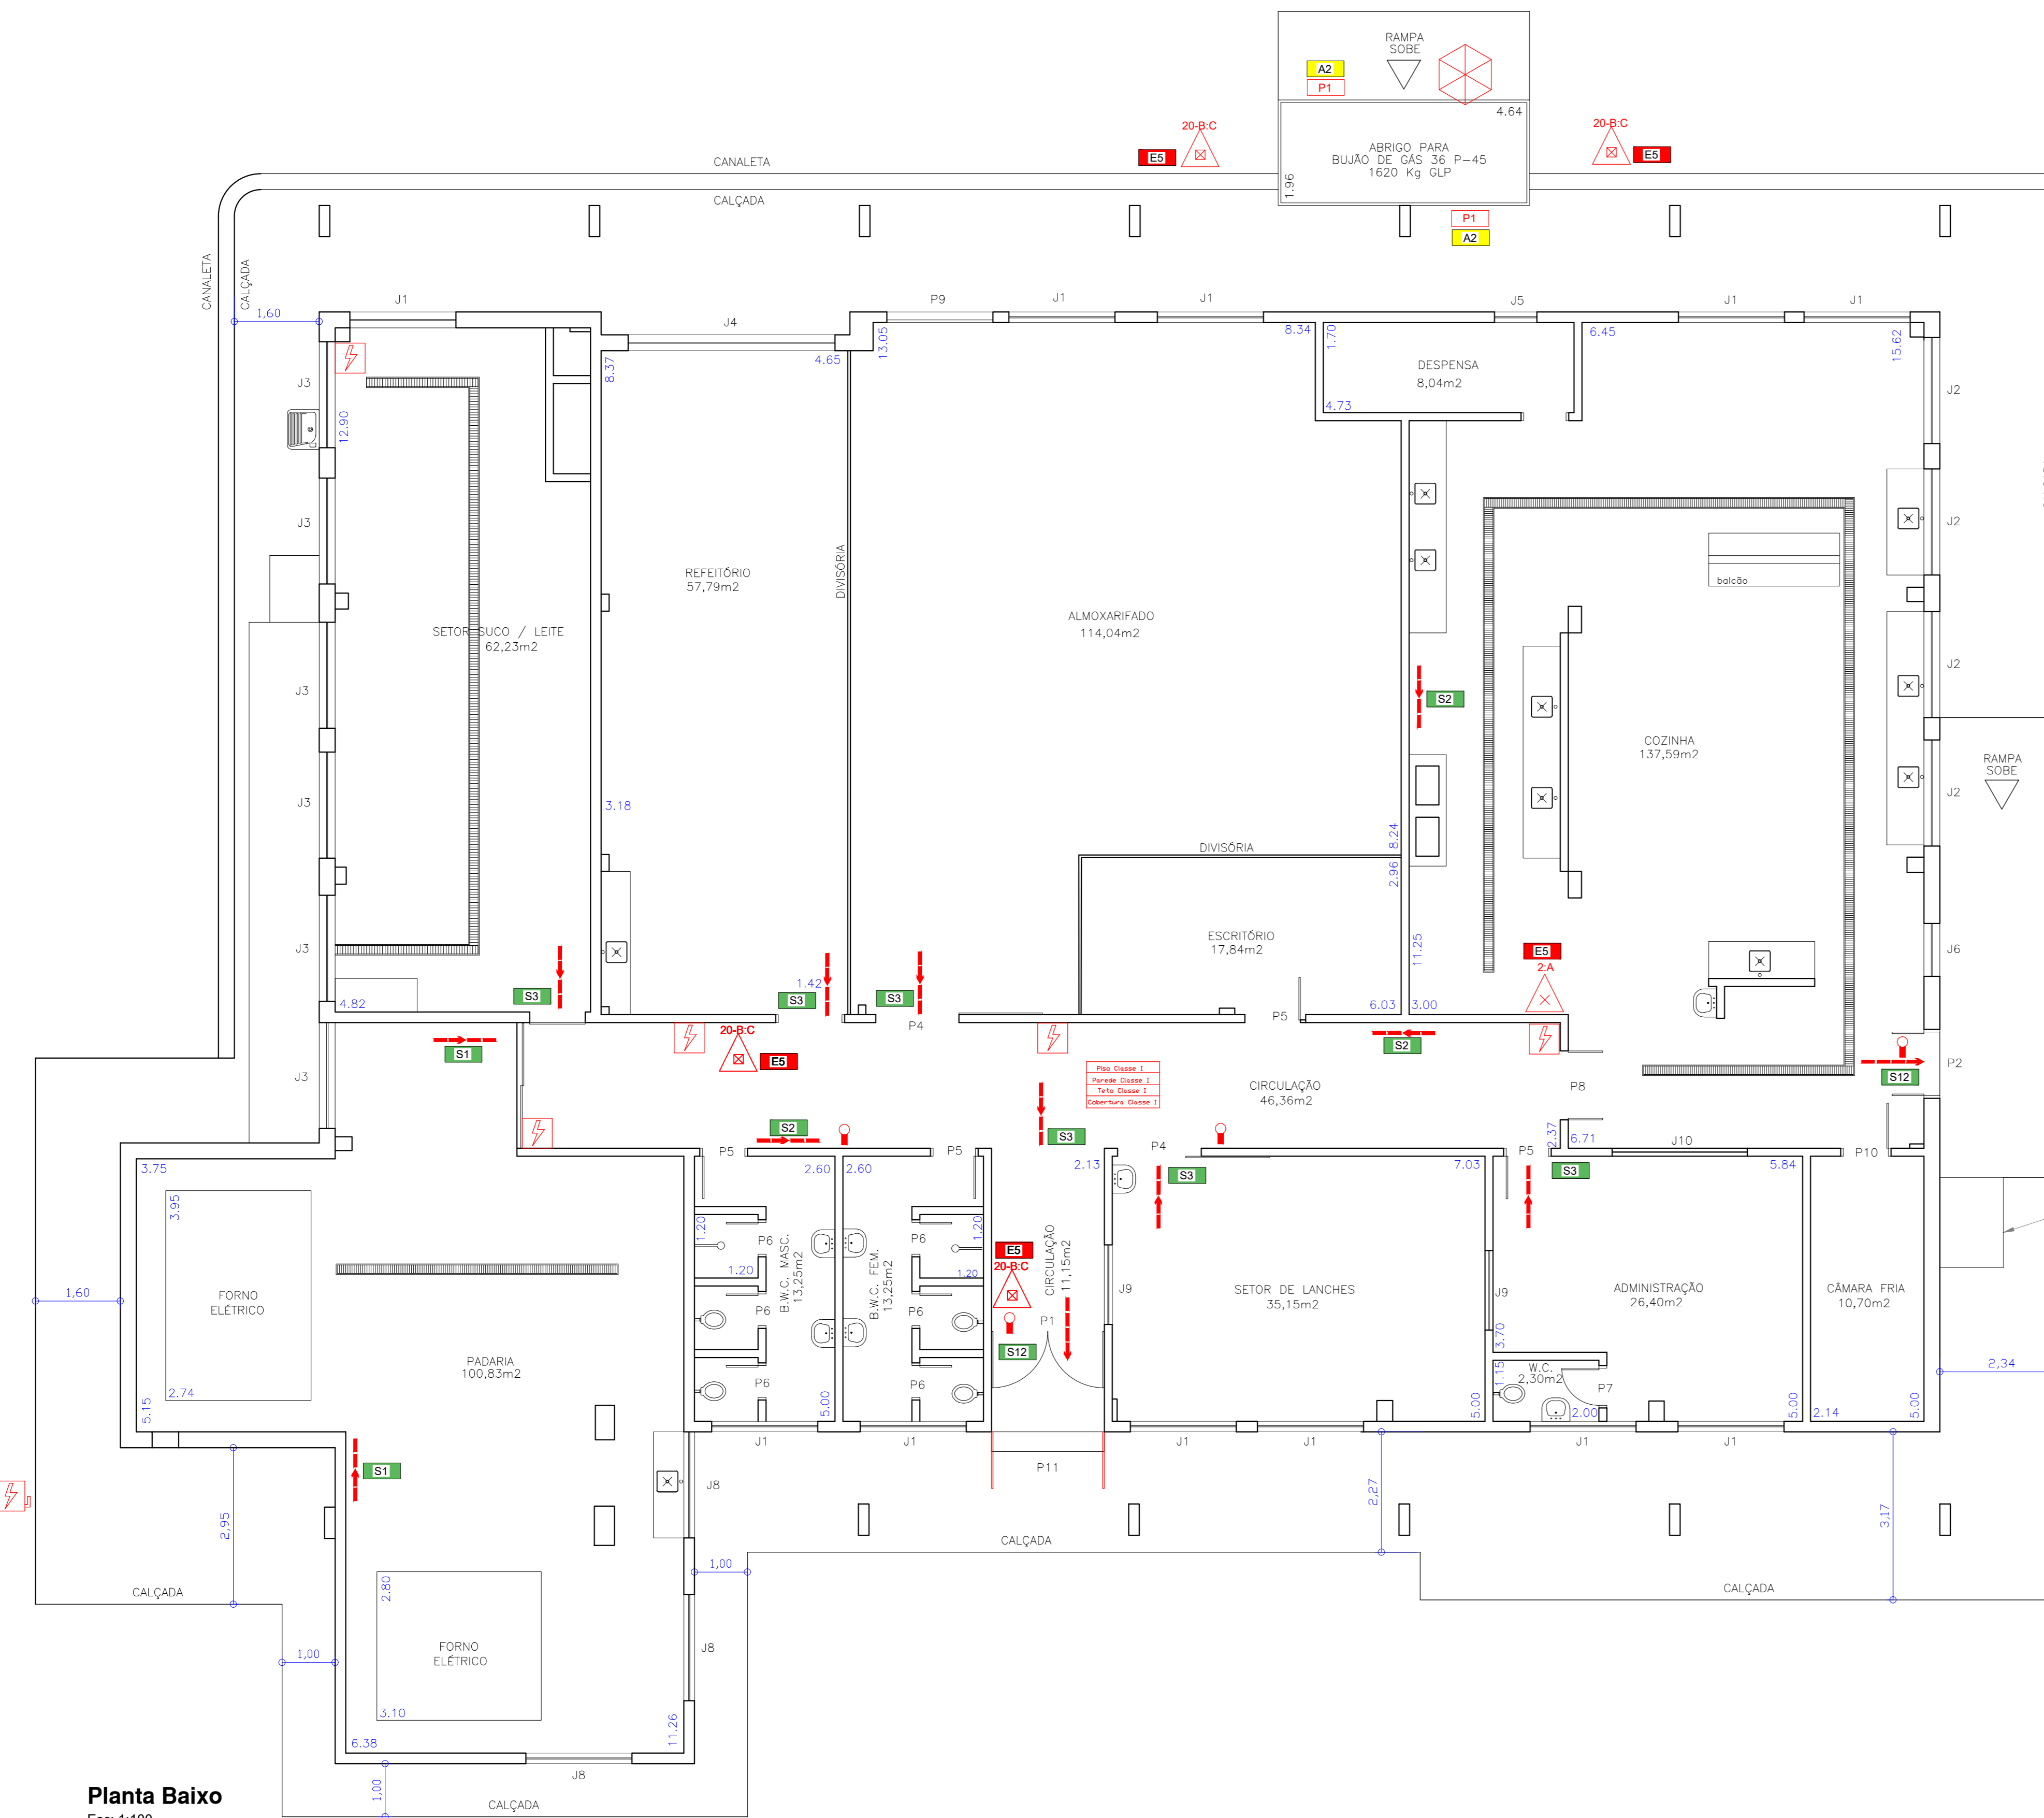 RAMPA
SOBE
A2
P1
4.64
20-B:C
E5
20-B:C
E5
ABRIGO PARA
BUJÃO DE GÁS 36 P-45
1620 Kg GLP
1.96
CANALETA
CALÇADA
P1
A2
CANALETA
CALÇADA
1,60
J1
J4
P9
J1
J1
J5
J1
J1
8.37
4.65
13.05
8.34
1.70
6.45
15.62
DESPENSA
8,04m2
4.73
J3
12.90
J2
J3
J2
DIVISÓRIA
REFEITÓRIO
57,79m2
balcão
ALMOXARIFADO
114,04m2
SETOR SUCO / LEITE
62,23m2
J3
J2
S2
COZINHA
137,59m2
RAMPA
SOBE
J3
3.18
J2
DIVISÓRIA
8.24
2.96
J3
ESCRITÓRIO
17,84m2
11.25
E5
2:A
J6
4.82
S3
1.42
S3
S3
6.03
3.00
P4
P5
S1
20-B:C
E5
S2
J3
Piso Classe I
Parede Classe I
Teto Classe I
Cobertura Classe I
CIRCULAÇÃO
46,36m2
P8
P2
S12
S2
S3
2.37
6.71
J10
P5
P5
P4
P5
P10
3.75
2.60
2.60
2.13
S3
7.03
S3
5.84
3.95
1.20
P6
B.W.C. MASC.
13,25m2
1.20
P6
B.W.C. FEM.
13,25m2
1.20
1,20
E5
20-B:C
CIRCULAÇÃO
11,15m2
1,60
FORNO
ELÉTRICO
J9
SETOR DE LANCHES
35,15m2
J9
ADMINISTRAÇÃO
26,40m2
CÂMARA FRIA
10,70m2
P6
P6
P1
S12
3.70
PADARIA
100,83m2
1.15
W.C.
2,30m2
2,34
P6
P6
P7
2.74
5.15
5.00
5.00
2.00
5.00
2.14
5.00
J1
J1
J1
J1
J1
J1
S1
P11
J8
2,95
2,27
3,17
CALÇADA
1,00
CALÇADA
CALÇADA
2.80
FORNO
ELÉTRICO
J8
1,00
3.10
6.38
11.26
J8
1,00
CALÇADA
Planta Baixo